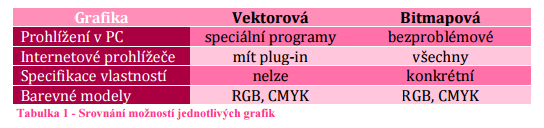 Grafika Vektorová Bitmapová
Prohlížení v PC speciální programy bezproblémové
Internetové prohlížeče mít plug-in všechny
Specifikace vlastností nelze konkrétní
Barevné modely RGB, CMYK RGB, CMYK
Tabulka 1 - Srovnání možností jednotlivých grafik